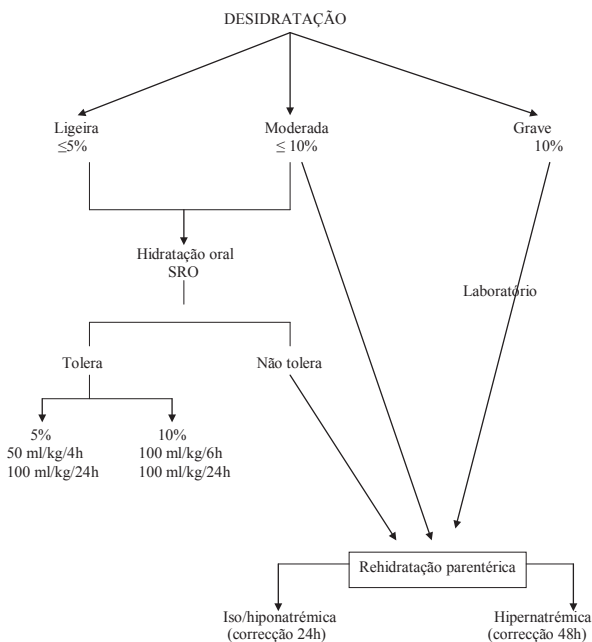 DESIDRATAÇÃO
Ligeira
≤5%
Moderada
≤ 10%
Grave
10%
Hidratação oral
SRO
Laboratório
Tolera
Não tolera
5%
50 ml/kg/4h
100 ml/kg/24h
10%
100 ml/kg/6h
100 ml/kg/24h
Rehidratação parentérica
Iso/hiponatrémica
(correcção 24h)
Hipernatrémica
(correcção 48h)